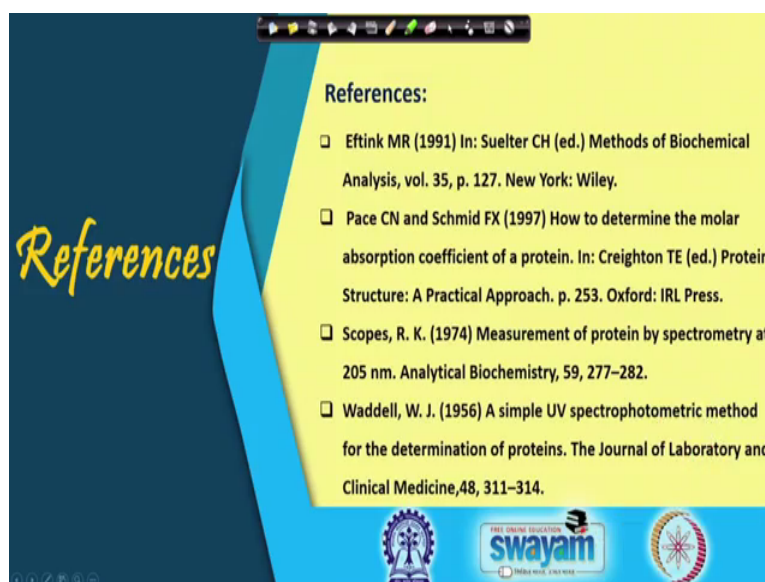 References:
Eftink MR (1991) In: Suelter CH (ed.) Methods of Biochemical
Analysis, vol. 35, p. 127. New York: Wiley.
Pace CN and Schmid FX (1997) How to determine the molar
absorption coefficient of a protein. In: Creighton TE (ed.) Protein
Structure: A Practical Approach. p. 253. Oxford: IRL Press.
Scopes, R. K. (1974) Measurement of protein by spectrometry at
205 nm. Analytical Biochemistry, 59, 277–282.
Waddell, W. J. (1956) A simple UV spectrophotometric method
for the determination of proteins. The Journal of Laboratory and
Clinical Medicine,48, 311–314.
References
FREE ONLINE EDUCATION
swayam